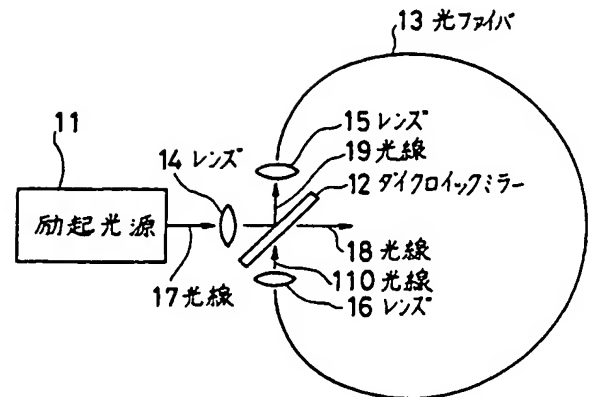 13 光ファイバ
11
15 レンズ
19 光線
14 レンズ
12 ダイクロイックミラー
励起光源
18 光線
110 光線
17 光線
16 レンズ